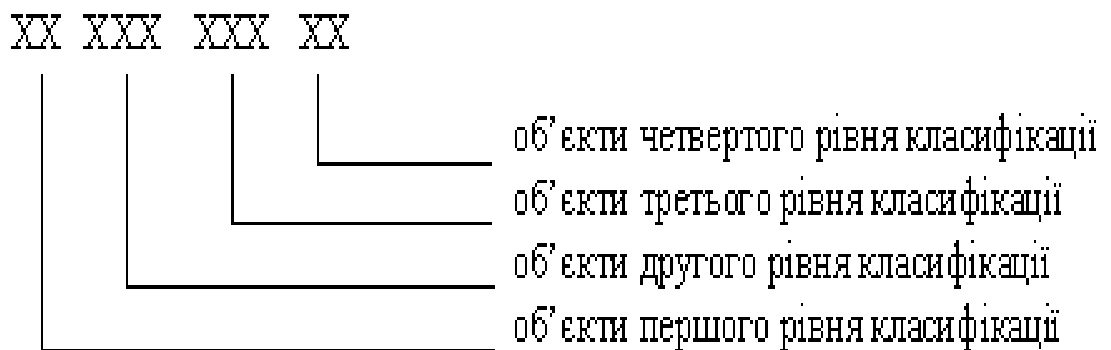 XX XXX XXX XX
об’єкти четвертого рівня класифікації
об’єкти третього рівня класифікації
об’єкти другого рівня класифікації
об’єкти першого рівня класифікації